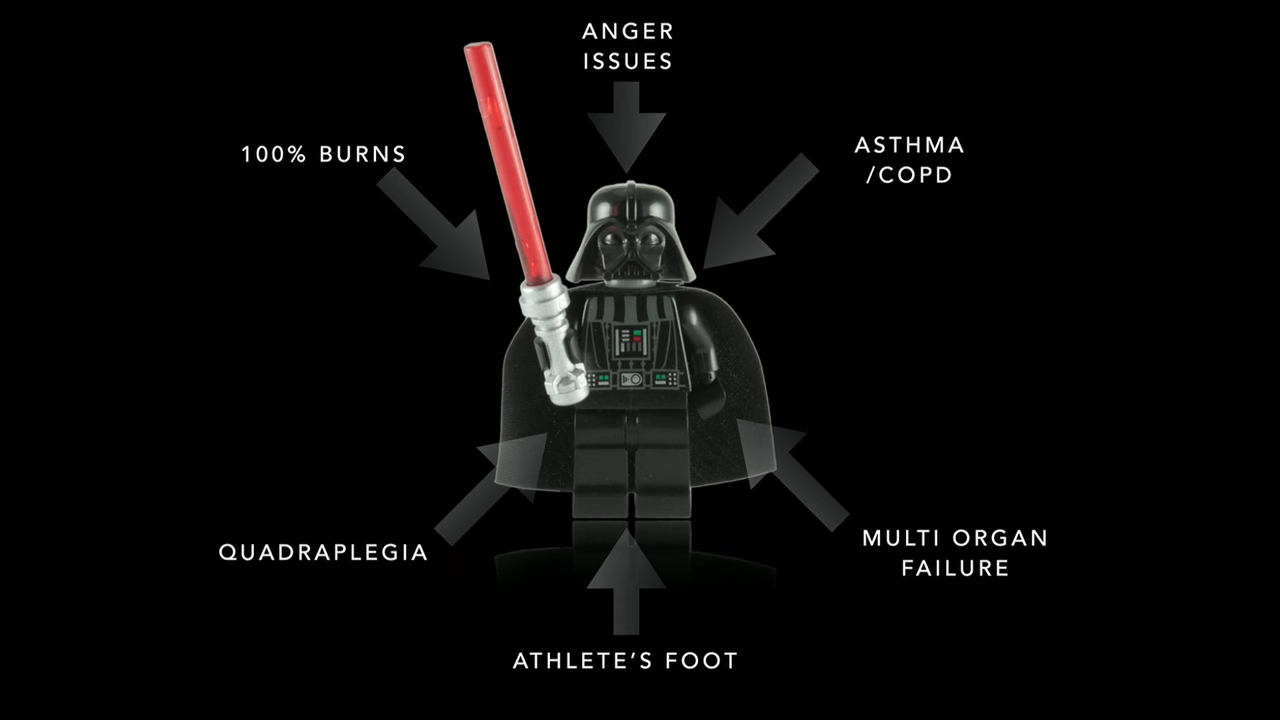 ANGER
ISSUES
100% BURNS
ASTHMA
/COPD
QUADRAPLEGIA
MULTI ORGAN
FAILURE
ATHLETE'S FOOT